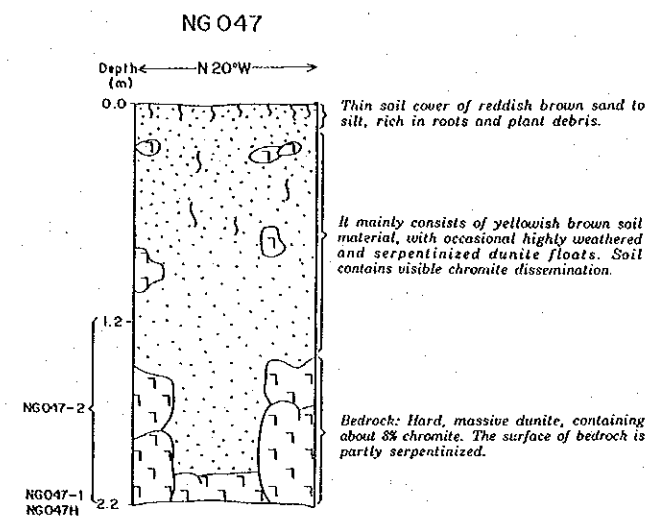 NG 047
Depth
(m)
N 20°W
0.0
Thin soil cover of reddish brown sand to
silt, rich in roots and plant debris.
It mainly consists of yellowish brown soil
material, with occasional highly weathered
and serpentinized dunite floats. Soil
contains visible chromite dissemination.
1.2
NG047-2
Bedrock: Hard, massive dunite, containing
about 8% chromite. The surface of bedrock is
partly serpentinized.
NG047-1
NG047H
2.2